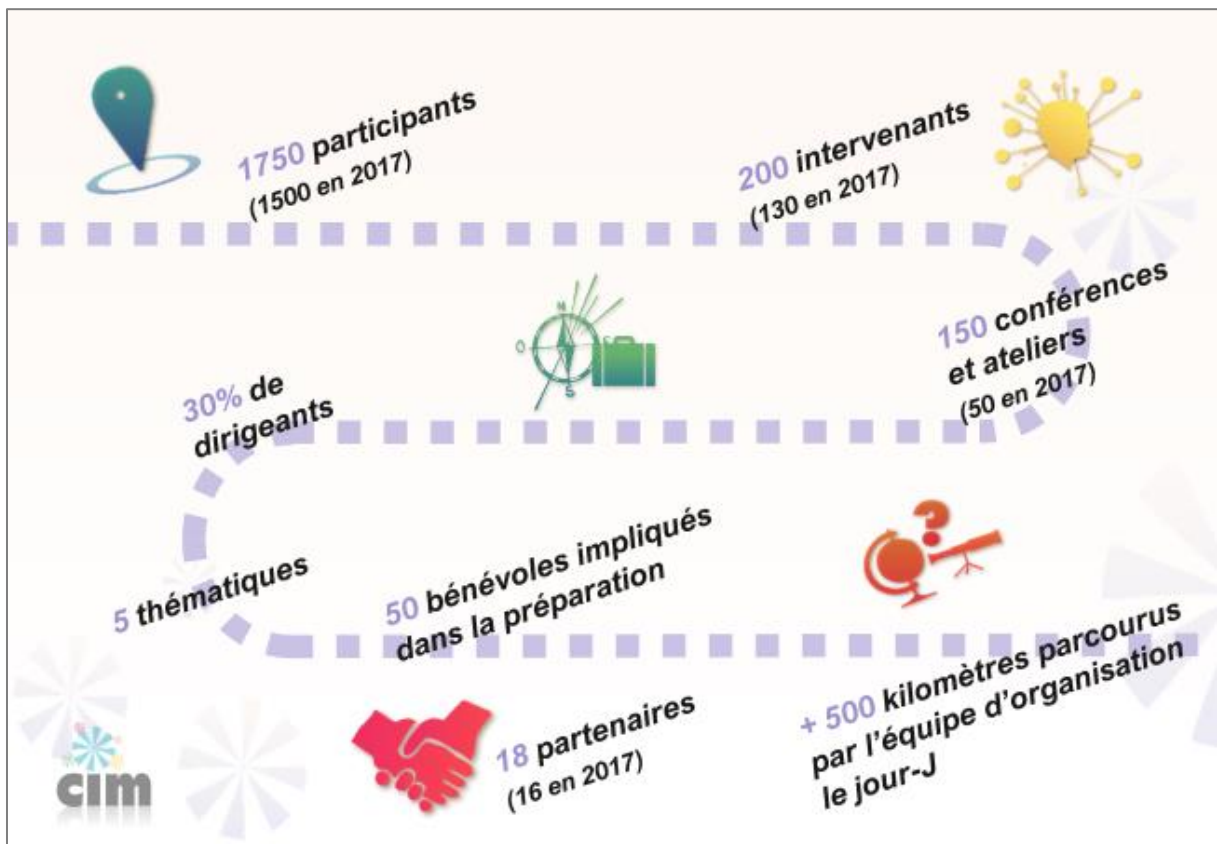 1750 participants
(1500 en 2017)
200 intervenants
(130 en 2017)
150 conférences
et ateliers
(50 en 2017)
N
O
S
30% de
dirigeants
5 thématiques
50 bénévoles impliqués
dans la préparation
?
18 partenaires
(16 en 2017)
+ 500 kilomètres parcourus
par l'équipe d'organisation
le jour-J
cim